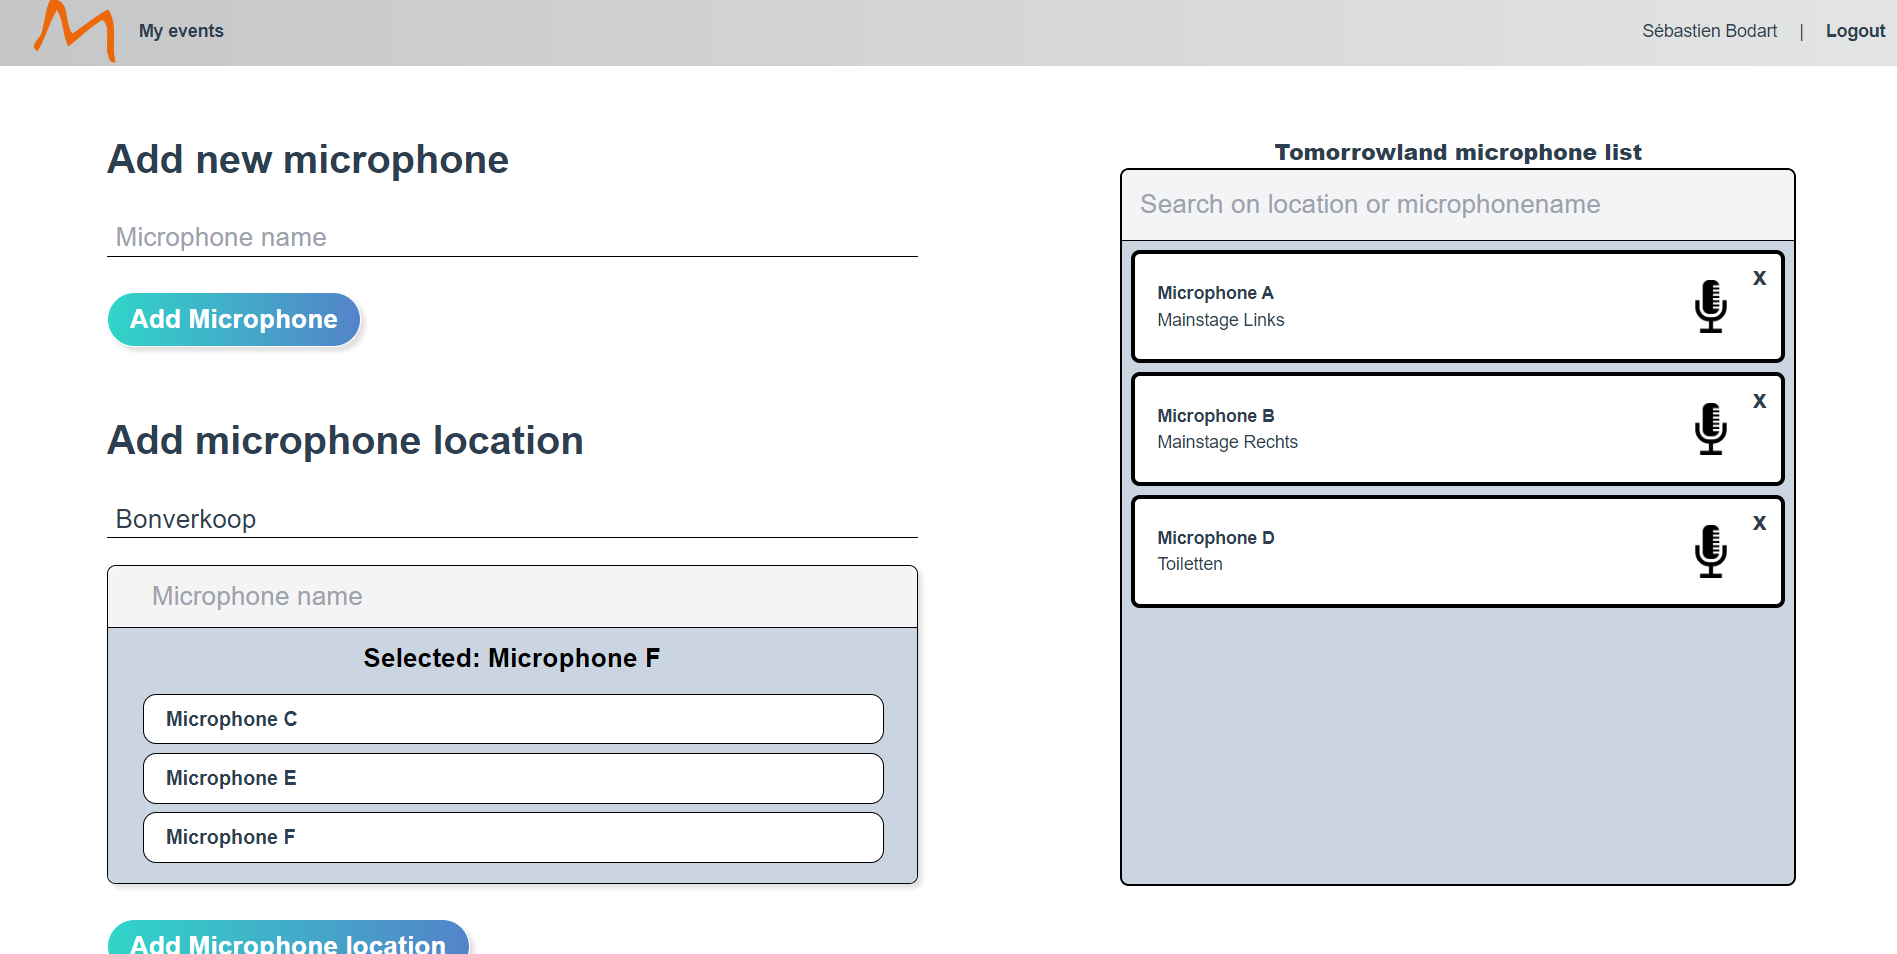 My events
Sébastien Bodart | Logout
Add new microphone
Microphone name
Add Microphone
Add microphone location
Bonverkoop
Microphone name
Selected: Microphone F
Microphone C
Microphone E
Microphone F
Add Microphone location
Tomorrowland microphone list
Search on location or microphonename
Microphone A
X
Mainstage Links
Microphone B
X
Mainstage Rechts
Microphone D
X
Toiletten